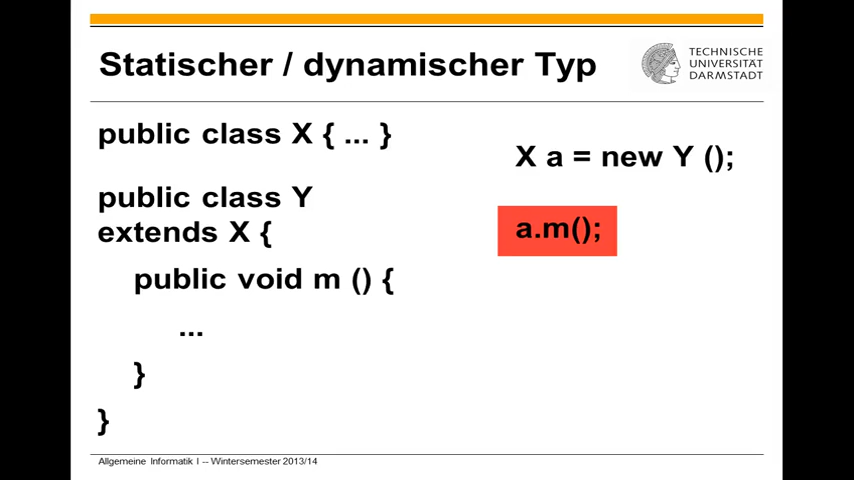 Statischer / dynamischer Typ
TECHNISCHE
UNIVERSITÄT
DARMSTADT
public class X { ... }
public class Y
extends X {
public void m () {
...
}
}
X a = new Y ();
a.m();
Allgemeine Informatik I -- Wintersemester 2013/14